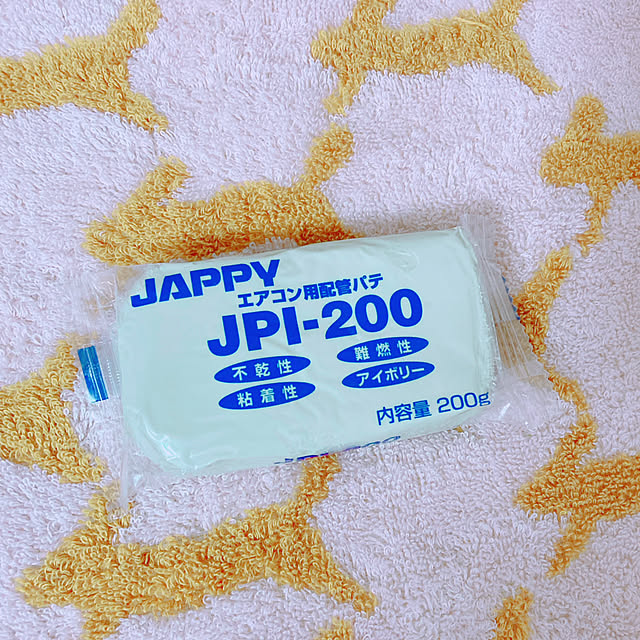 JAPPY
エアコン用配管パテ
JPI-200
不乾性 難燃性
粘着性 アイボリー
内容量 200g